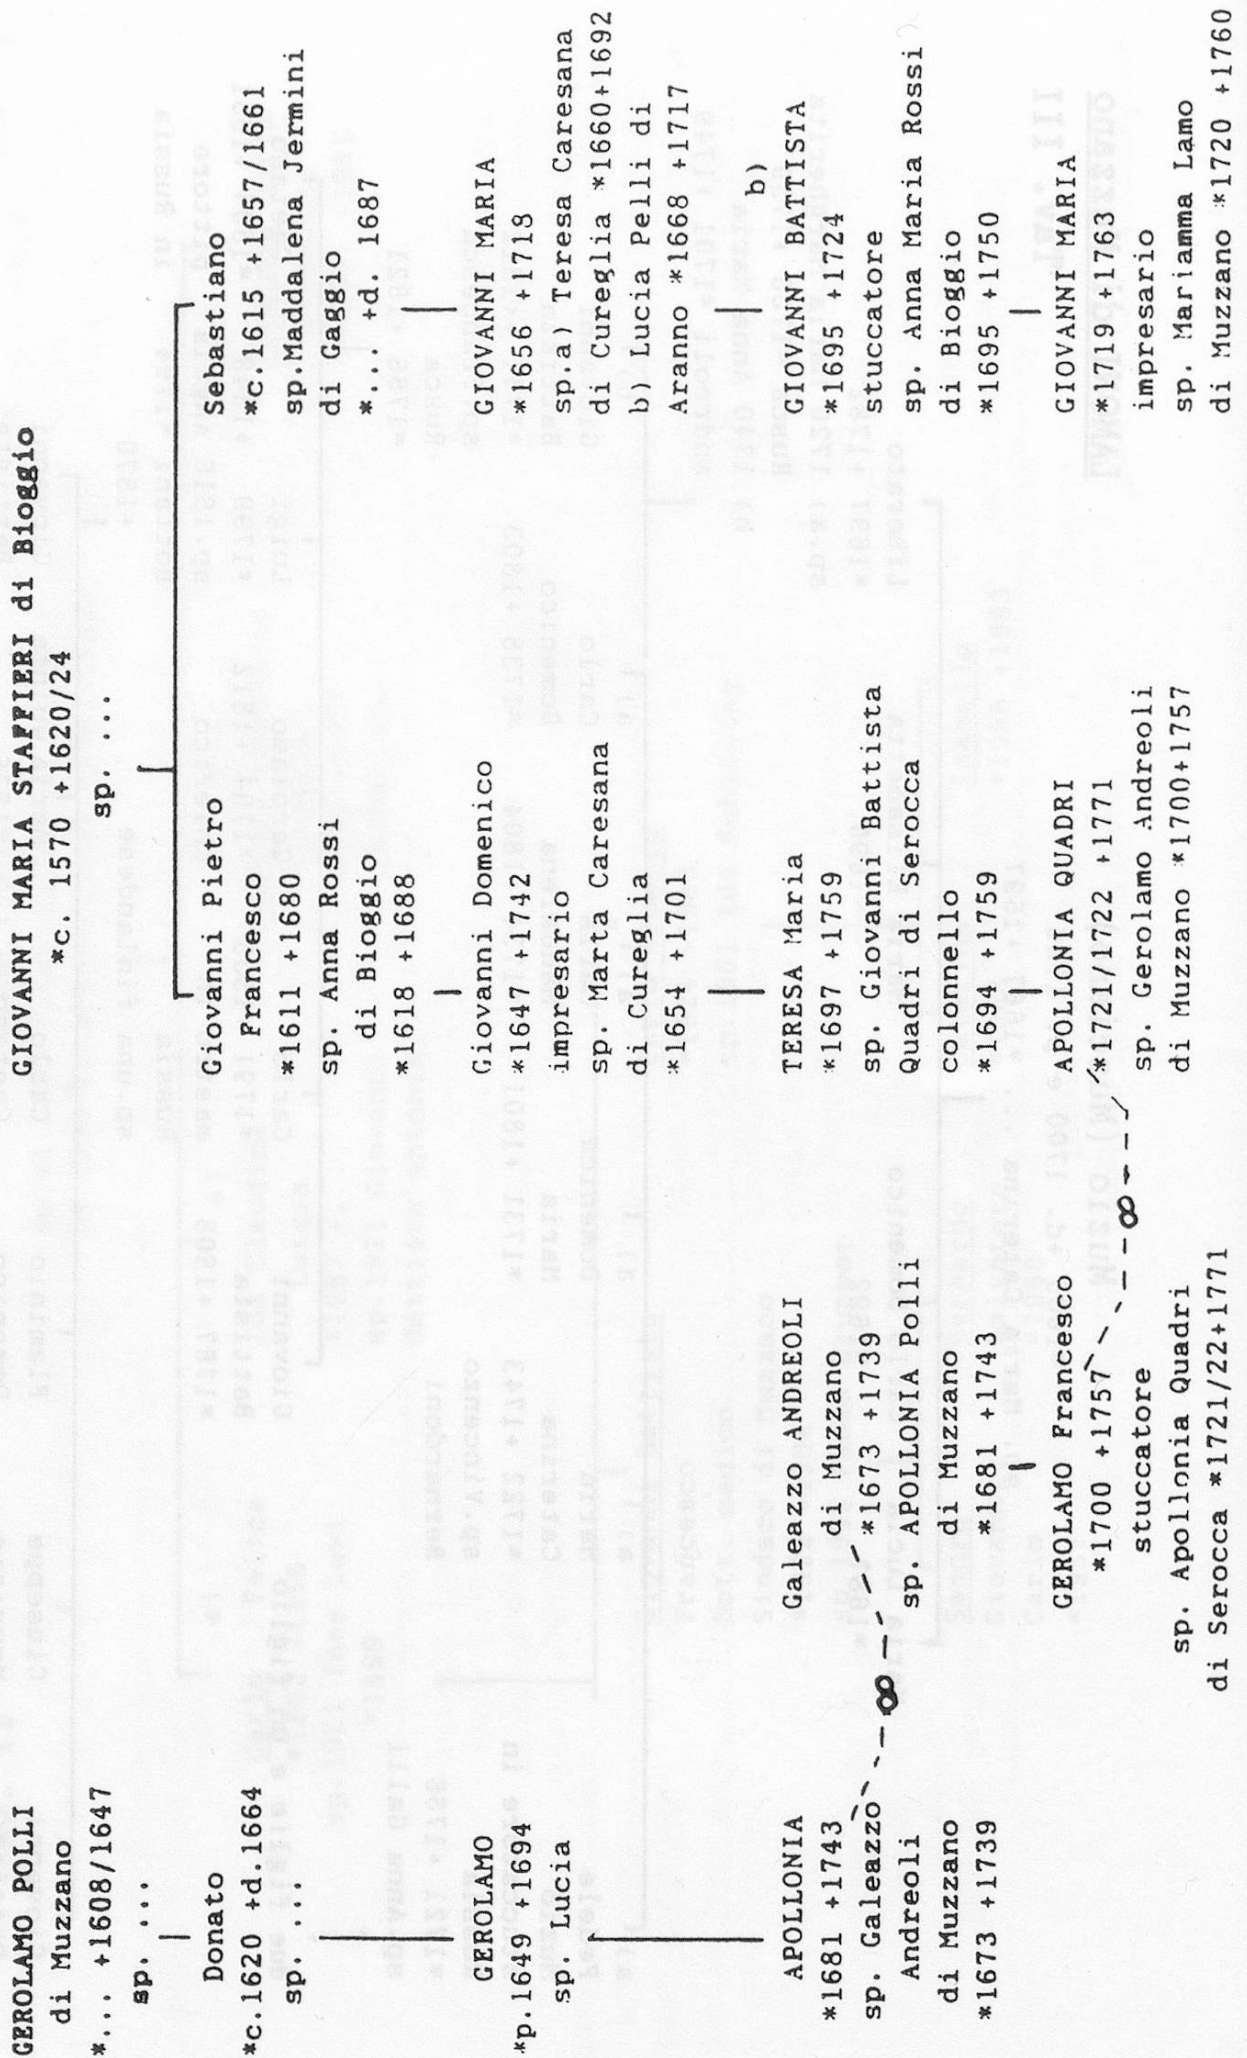 GEROLAMO POLLI
di Muzzano
*... +1608/1647
sp. ...
Donato
*c.1620 +d.1664
sp. ...
GEROLAMO
*p.1649 +1694
sp. Lucia
APOLLONIA
*1681 +1743
sp. Galeazzo
Andreoli
di Muzzano
*1673 +1739
Galeazzo ANDREOLI
di Muzzano
*1673 +1739
sp. APOLLONIA Polli
di Muzzano
*1681 +1743
GEROLAMO Francesco
*1700 +1757
stuccatore
sp. Apollonia Quadri
di Serocca *1721/22+1771
GIOVANNI MARIA STAFFIERI di Bioggio
*c. 1570 +1620/24
sp. ...
Giovanni Pietro
Francesco
*1611 +1680
sp. Anna Rossi
di Bioggio
*1618 +1688
Giovanni Domenico
*1647 +1742
impresario
sp. Marta Caresana
di Cureglia
*1654 +1701
TERESA Maria
*1697 +1759
sp. Giovanni Battista
Quadri di Serocca
colonnello
*1694 +1759
APOLLONIA QUADRI
*1721/1722 +1771
sp. Gerolamo Andreoli
di Muzzano *1700+1757
Sebastiano
*c.1615 +1657/1661
sp.Maddalena Jermini
di Gaggio
*... +d. 1687
GIOVANNI MARIA
*1656 +1718
sp.a) Teresa Caresana
di Cureglia *1660+1692
b) Lucia Pelli di
Aranno *1668 +1717
b)
GIOVANNI BATTISTA
*1695 +1724
stuccatore
sp. Anna Maria Rossi
di Bioggio
*1695 +1750
GIOVANNI MARIA
*1719+1763
impresario
sp. Mariamma Lamo
di Muzzano *1720 +1760